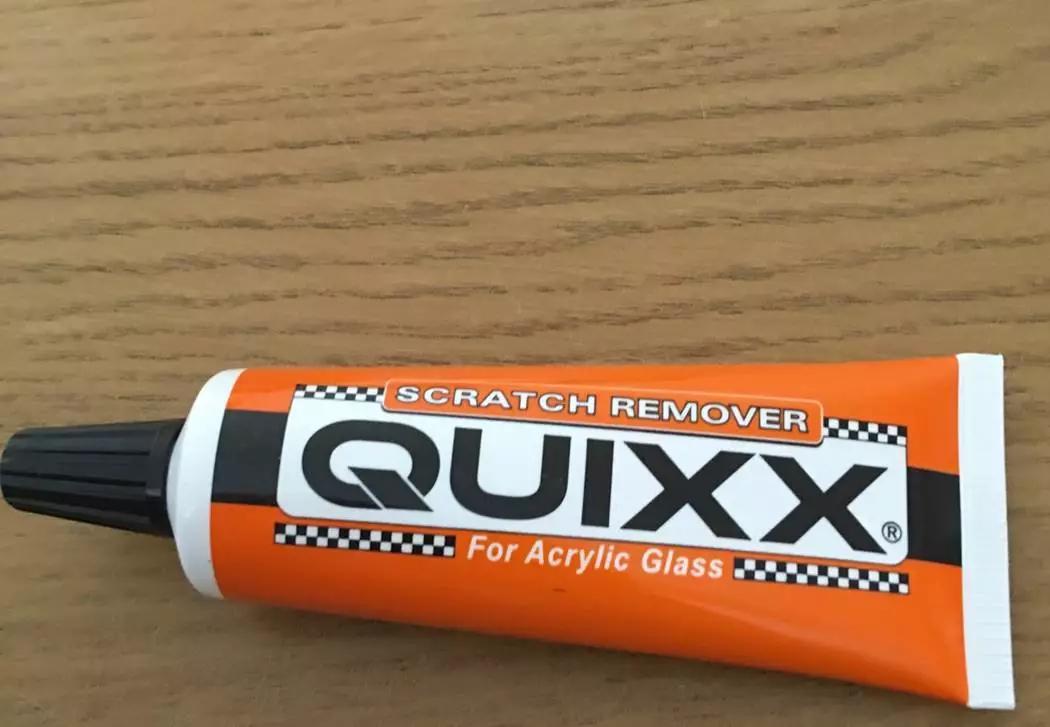 SCRATCH REMOVER
QUIXX®
For Acrylic Glass